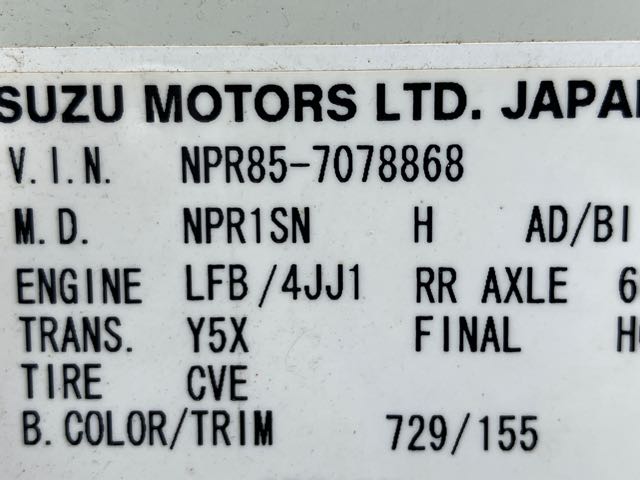 SUZU MOTORS LTD. JAPA
V.I.N. NPR85-7078868
M.D. NPR1SN H AD/BI
ENGINE LFB/4JJ1 RR AXLE 6
TRANS. Y5X FINAL H
TIRE CVE
B.COLOR/TRIM 729/155